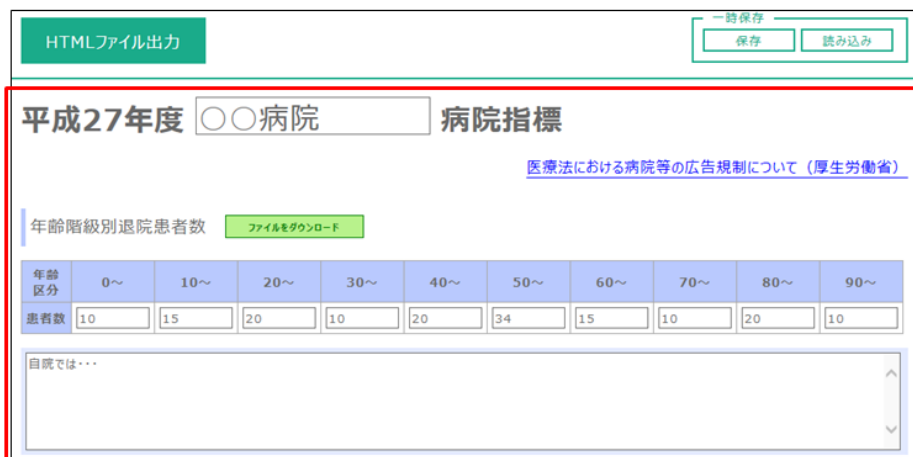 HTMLファイル出力
一時保存
保存 読み込み
平成27年度 ○○病院 病院指標
医療法における病院等の広告規制について（厚生労働省）
年齢階級別退院患者数 ファイルをダウンロード
年齢区分 0～ 10～ 20～ 30～ 40～ 50～ 60～ 70～ 80～ 90～
患者数 10 15 20 10 20 34 15 10 20 10
自院では・・・